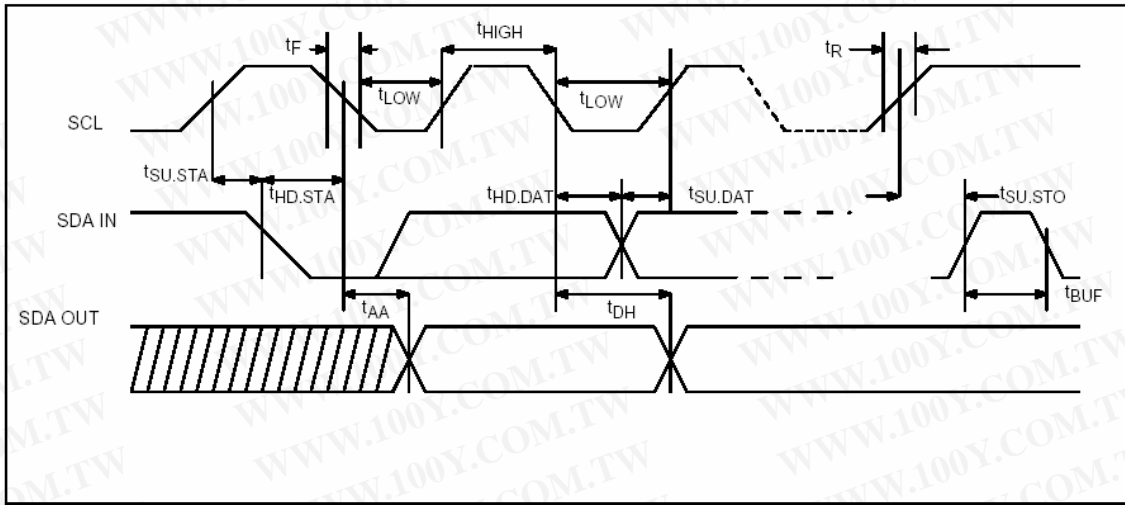 tF
tHIGH
tR
tLOW
tLOW
SCL
tSU.STA
tHD.STA
tHD.DAT
tSU.DAT
tSU.STO
SDA IN
tAA
tDH
tBUF
SDA OUT
WWW.100Y.COM.TW